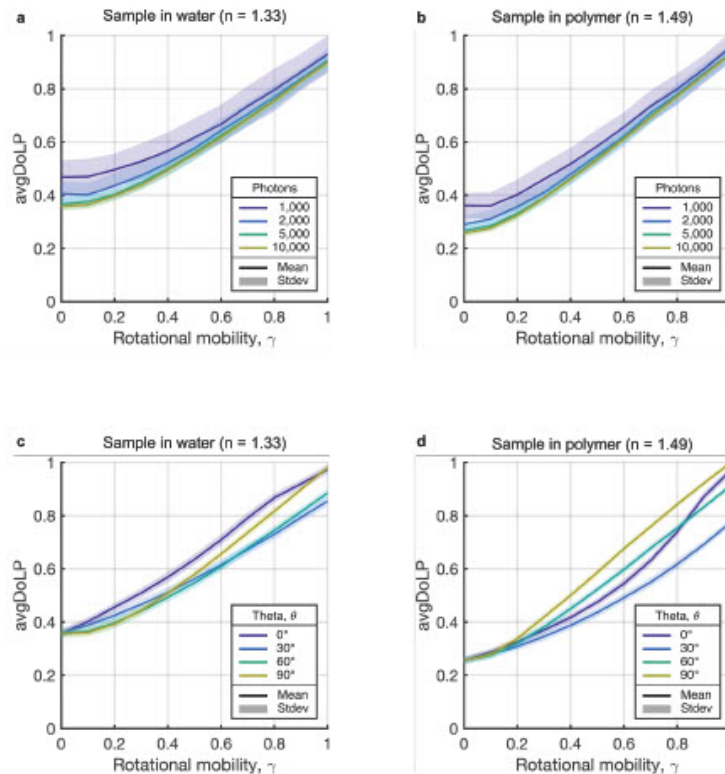 a
Sample in water (n = 1.33)
1
0.8
0.6
0.4
0.2
0
avgDoLP
Photons
1,000
2,000
5,000
10,000
Mean
Stdev
0 0.2 0.4 0.6 0.8 1
Rotational mobility, γ
b
Sample in polymer (n = 1.49)
1
0.8
0.6
0.4
0.2
0
avgDoLP
Photons
1,000
2,000
5,000
10,000
Mean
Stdev
0 0.2 0.4 0.6 0.8
Rotational mobility, γ
c
Sample in water (n = 1.33)
1
0.8
0.6
0.4
0.2
0
avgDoLP
Theta, θ
0°
30°
60°
90°
Mean
Stdev
0 0.2 0.4 0.6 0.8 1
Rotational mobility, γ
d
Sample in polymer (n = 1.49)
1
0.8
0.6
0.4
0.2
0
avgDoLP
Theta, θ
0°
30°
60°
90°
Mean
Stdev
0 0.2 0.4 0.6 0.8
Rotational mobility, γ